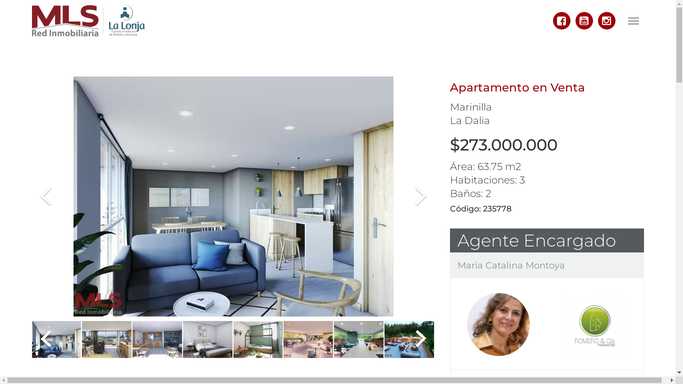 MLS
Red Inmobiliaria
La Lonja
Apartamento en Venta
Marinilla
La Dalia
$273.000.000
Área: 63.75 m2
Habitaciones: 3
Baños: 2
Código: 235778
Agente Encargado
Maria Catalina Montoya
MLS
Red Inmobiliaria